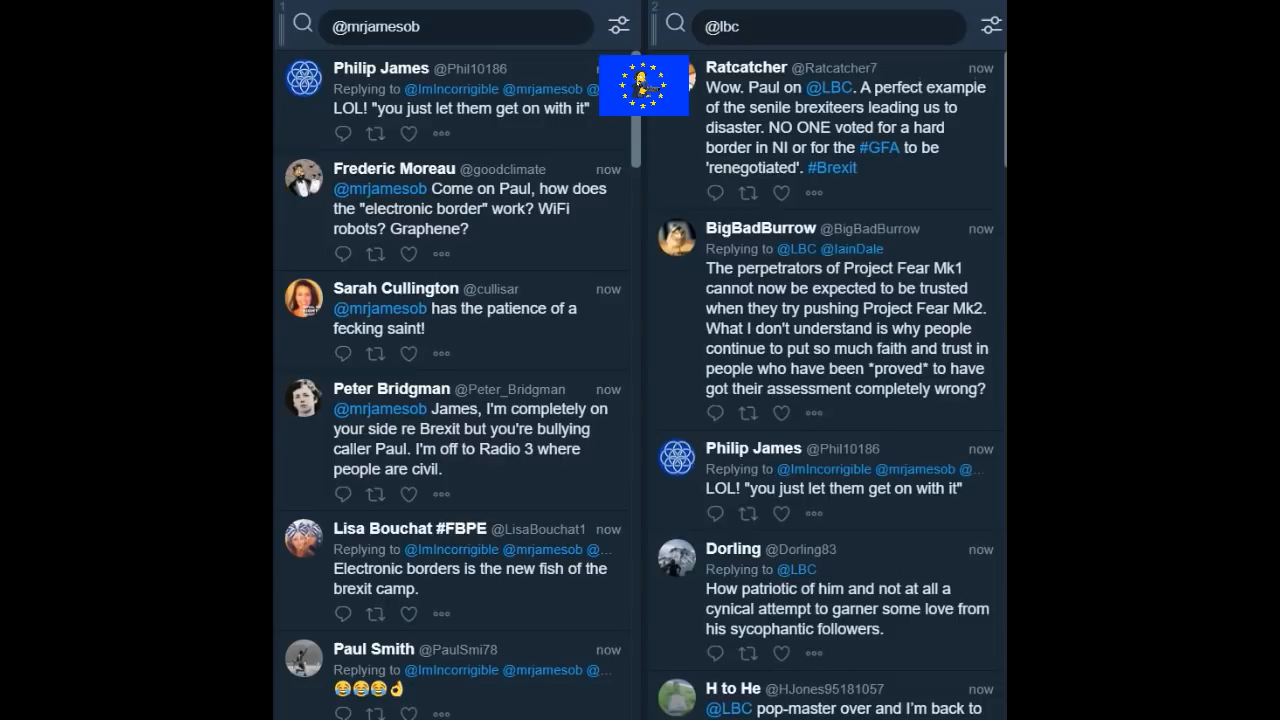 1
@mrjamesob
Philip James @Phil10186
Replying to @ImIncorrigible @mrjamesob @
LOL! "you just let them get on with it"
Frederic Moreau @goodclimate now
@mrjamesob Come on Paul, how does
the "electronic border" work? WiFi
robots? Graphene?
Sarah Cullington @cullisar now
@mrjamesob has the patience of a
fecking saint!
Peter Bridgman @Peter_Bridgman now
@mrjamesob James, I'm completely on
your side re Brexit but you're bullying
caller Paul. I'm off to Radio 3 where
people are civil.
Lisa Bouchat #FBPE @LisaBouchat1 now
Replying to @ImIncorrigible @mrjamesob @...
Electronic borders is the new fish of the
brexit camp.
Paul Smith @PaulSmi78 now
Replying to @ImIncorrigible @mrjamesob @...
😂😂😂👌
2
@lbc
Ratcatcher @Ratcatcher7 now
Wow. Paul on @LBC. A perfect example
of the senile brexiteers leading us to
disaster. NO ONE voted for a hard
border in NI or for the #GFA to be
'renegotiated'. #Brexit
BigBadBurrow @BigBadBurrow now
Replying to @LBC @IainDale
The perpetrators of Project Fear Mk1
cannot now be expected to be trusted
when they try pushing Project Fear Mk2.
What I don't understand is why people
continue to put so much faith and trust in
people who have been *proved* to have
got their assessment completely wrong?
Philip James @Phil10186 now
Replying to @ImIncorrigible @mrjamesob @...
LOL! "you just let them get on with it"
Dorling @Dorling83 now
Replying to @LBC
How patriotic of him and not at all a
cynical attempt to garner some love from
his sycophantic followers.
H to He @HJones95181057 now
@LBC pop-master over and I'm back to